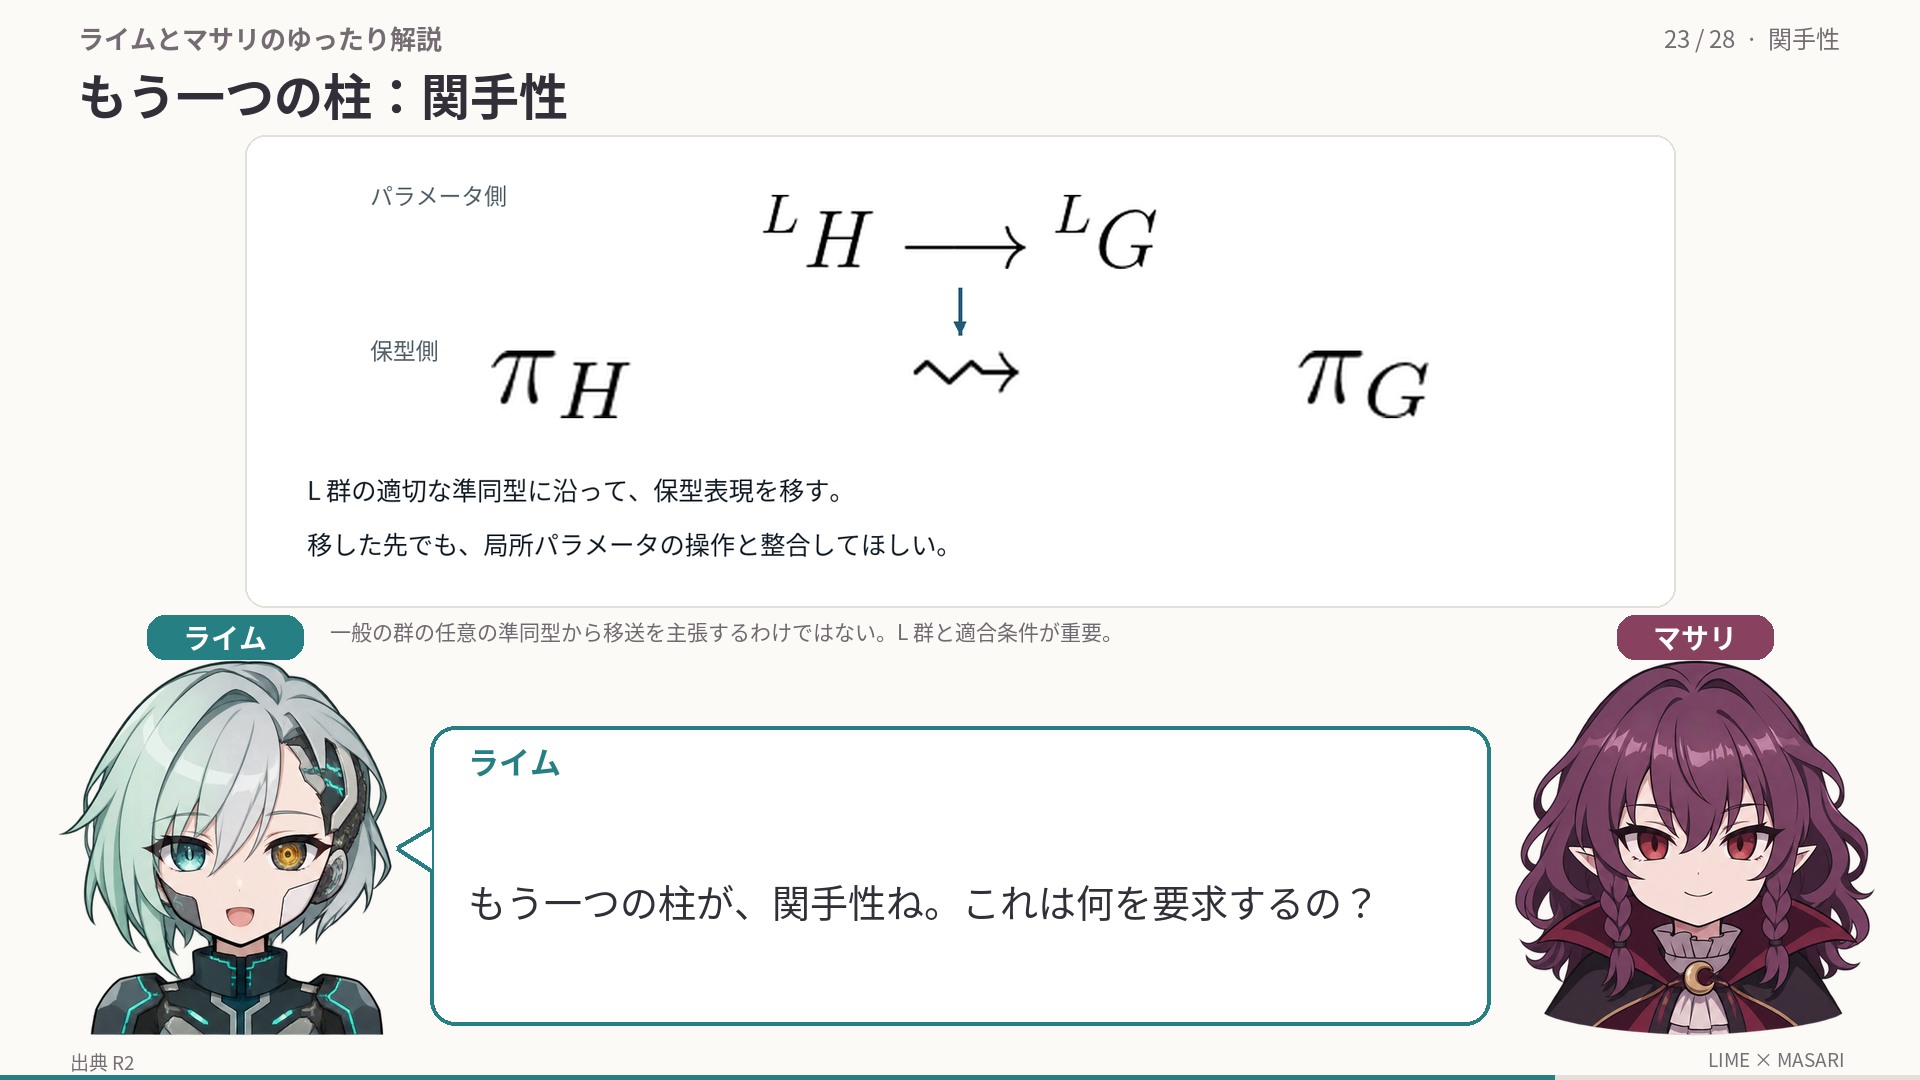 ライムとマサリのゆったり解説
23 / 28 · 関手性
もう一つの柱：関手性
パラメータ側
^L H ⟶ ^L G
保型側
π_H ⇝ π_G
L 群の適切な準同型に沿って、保型表現を移す。
移した先でも、局所パラメータの操作と整合してほしい。
一般の群の任意の準同型から移送を主張するわけではない。L 群と適合条件が重要。
ライム
マサリ
ライム
もう一つの柱が、関手性ね。これは何を要求するの？
出典 R2
LIME × MASARI